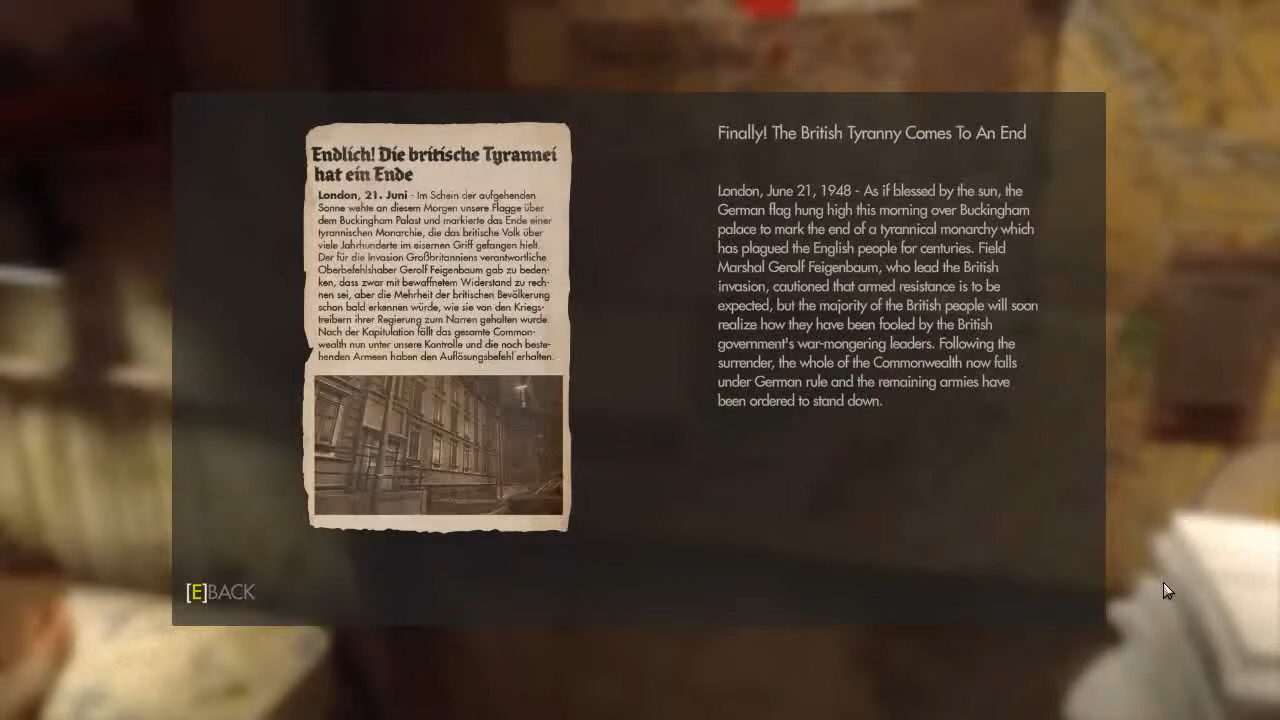 Endlich! Die britische Tyrannei
hat ein Ende
London, 21. Juni - Im Schein der aufgehenden
Sonne wehte an diesem Morgen unsere Flagge über
dem Buckingham Palast und markierte das Ende einer
tyrannischen Monarchie, die das britische Volk über
viele Jahrhunderte im eisernen Griff gefangen hielt.
Der für die Invasion Großbritanniens verantwortliche
Oberbefehlshaber Gerolf Feigenbaum gab zu beden-
ken, dass zwar mit bewaffnetem Widerstand zu rech-
nen sei, aber die Mehrheit der britischen Bevölkerung
schon bald erkennen würde, wie sie von den Kriegs-
treibern ihrer Regierung zum Narren gehalten wurde.
Nach der Kapitulation fällt das gesamte Common-
wealth nun unter unsere Kontrolle und die noch beste-
henden Armeen haben den Auflösungsbefehl erhalten.
Finally! The British Tyranny Comes To An End
London, June 21, 1948 - As if blessed by the sun, the
German flag hung high this morning over Buckingham
palace to mark the end of a tyrannical monarchy which
has plagued the English people for centuries. Field
Marshal Gerolf Feigenbaum, who lead the British
invasion, cautioned that armed resistance is to be
expected, but the majority of the British people will soon
realize how they have been fooled by the British
government's war-mongering leaders. Following the
surrender, the whole of the Commonwealth now falls
under German rule and the remaining armies have
been ordered to stand down.
[E]BACK